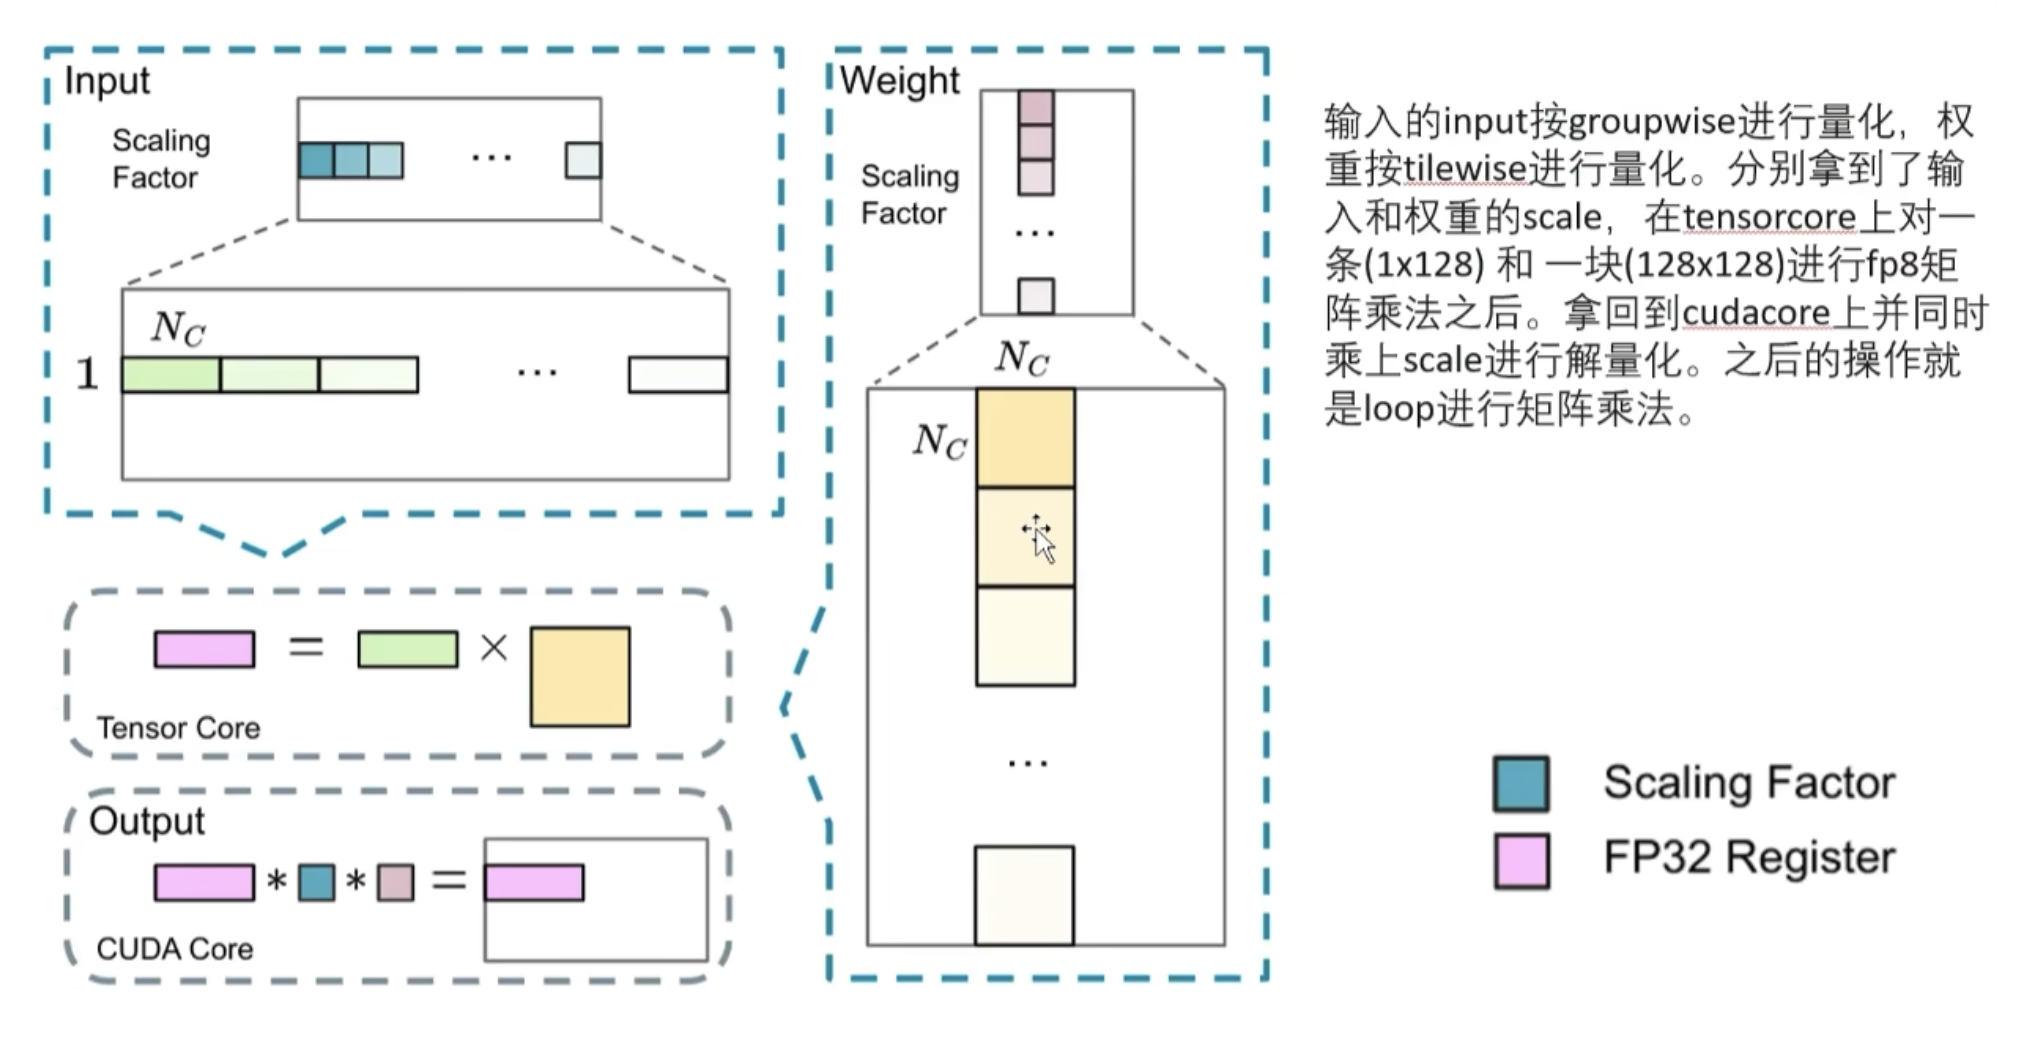 Input
Scaling
Factor
...
N_C
1
...
Weight
Scaling
Factor
...
N_C
N_C
...
= ×
Tensor Core
Output
* * =
CUDA Core
输入的input按groupwise进行量化，权
重按tilewise进行量化。分别拿到了输
入和权重的scale，在tensorcore上对一
条(1x128) 和 一块(128x128)进行fp8矩
阵乘法之后。拿回到cudacore上并同时
乘上scale进行解量化。之后的操作就
是loop进行矩阵乘法。
Scaling Factor
FP32 Register